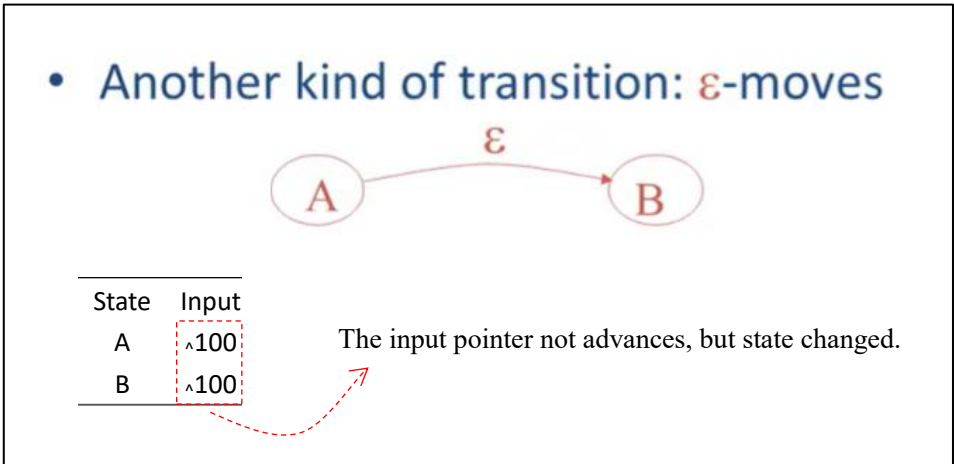 • Another kind of transition: ε-moves
ε
A B
State Input
A ^100
The input pointer not advances, but state changed.
B ^100